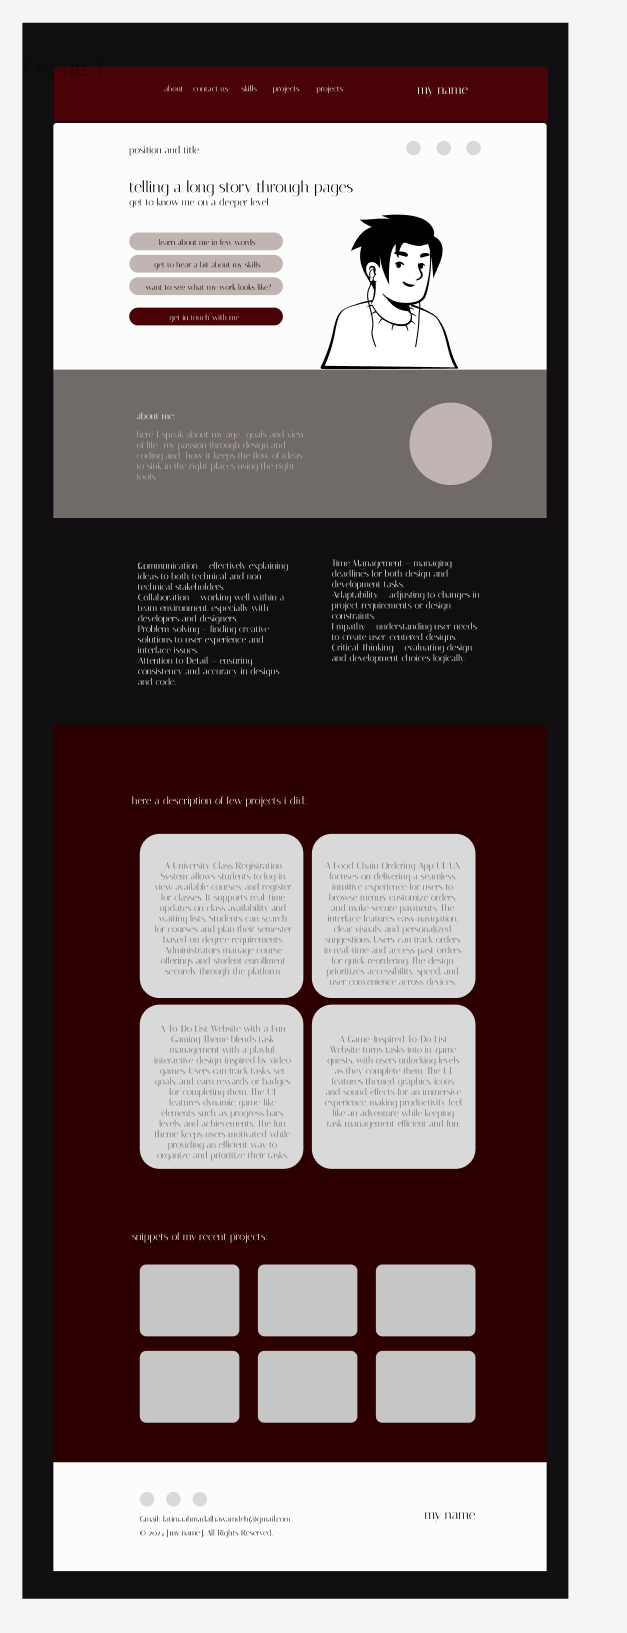 Frame 1
about contact us skills projects projects my name
position and title
telling a long story through pages
get to know me on a deeper level
learn about me in few words
get to hear a bit about my skills
want to see what my work looks like?
get in touch with me
about me:
here I speak about my age , goals and view
of life , my passion through design and
coding and , how it keeps the flow of ideas
to sink in the right places using the right
tools.
Communication – effectively explaining
ideas to both technical and non-
technical stakeholders.
Collaboration – working well within a
team environment, especially with
developers and designers.
Problem-solving – finding creative
solutions to user experience and
interface issues.
Attention to Detail – ensuring
consistency and accuracy in designs
and code.
Time Management – managing
deadlines for both design and
development tasks.
Adaptability – adjusting to changes in
project requirements or design
constraints.
Empathy – understanding user needs
to create user-centered designs.
Critical Thinking – evaluating design
and development choices logically.
here a description of few projects i did:
A University Class Registration
System allows students to log in,
view available courses, and register
for classes. It supports real-time
updates on class availability and
waiting lists. Students can search
for courses and plan their semester
based on degree requirements.
Administrators manage course
offerings and student enrollment
securely through the platform.
A Food Chain Ordering App UI/UX
focuses on delivering a seamless,
intuitive experience for users to
browse menus, customize orders,
and make secure payments. The
interface features easy navigation,
clear visuals, and personalized
suggestions. Users can track orders
in real-time and access past orders
for quick reordering. The design
prioritizes accessibility, speed, and
user convenience across devices.
A To-Do List Website with a Fun
Gaming Theme blends task
management with a playful,
interactive design inspired by video
games. Users can track tasks, set
goals, and earn rewards or badges
for completing them. The UI
features dynamic, game-like
elements such as progress bars,
levels, and achievements. The fun
theme keeps users motivated while
providing an efficient way to
organize and prioritize their tasks.
A Game-Inspired To-Do List
Website turns tasks into in-game
quests, with users unlocking levels
as they complete them. The UI
features themed graphics, icons,
and sound effects for an immersive
experience, making productivity feel
like an adventure while keeping
task management efficient and fun.
snippets of my recent projects:
Gmail: fatimaahmadalhawamdeh@gmail.com
© 2024 [my name]. All Rights Reserved.
my name